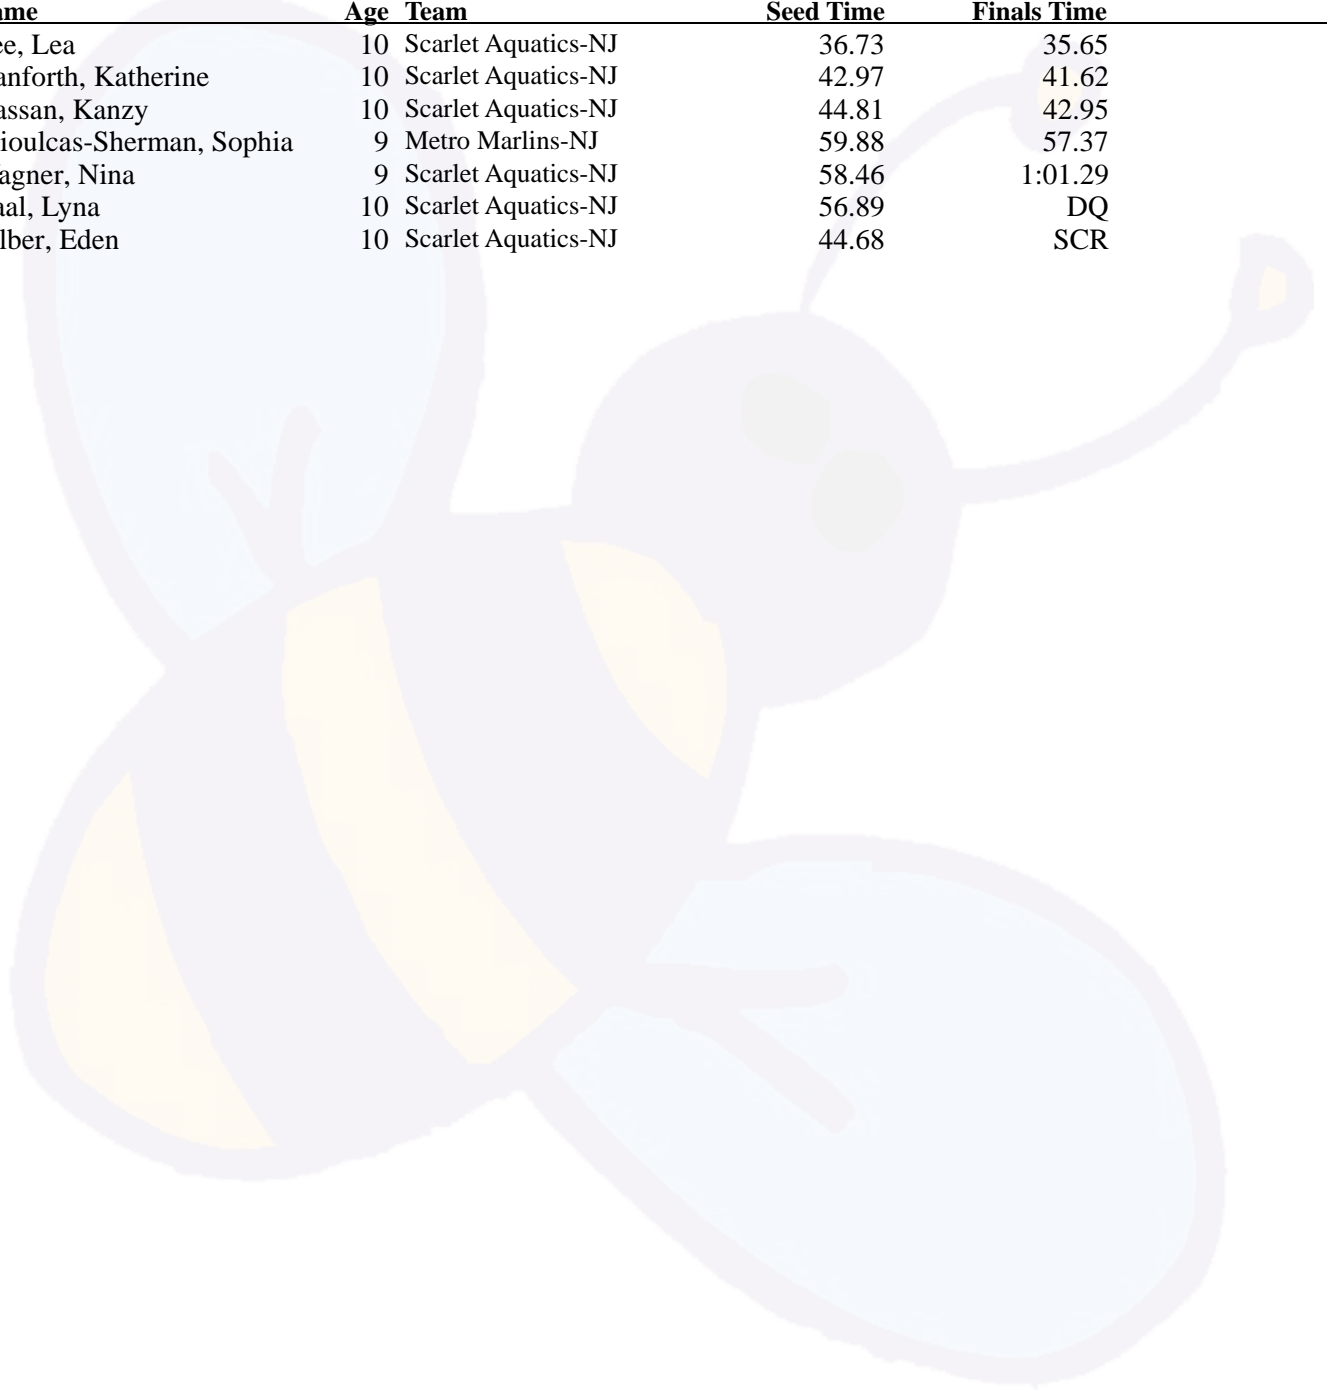 ame Age Team Seed Time Finals Time
ee, Lea 10 Scarlet Aquatics-NJ 36.73 35.65
anforth, Katherine 10 Scarlet Aquatics-NJ 42.97 41.62
assan, Kanzy 10 Scarlet Aquatics-NJ 44.81 42.95
ioulcas-Sherman, Sophia 9 Metro Marlins-NJ 59.88 57.37
agner, Nina 9 Scarlet Aquatics-NJ 58.46 1:01.29
aal, Lyna 10 Scarlet Aquatics-NJ 56.89 DQ
lber, Eden 10 Scarlet Aquatics-NJ 44.68 SCR